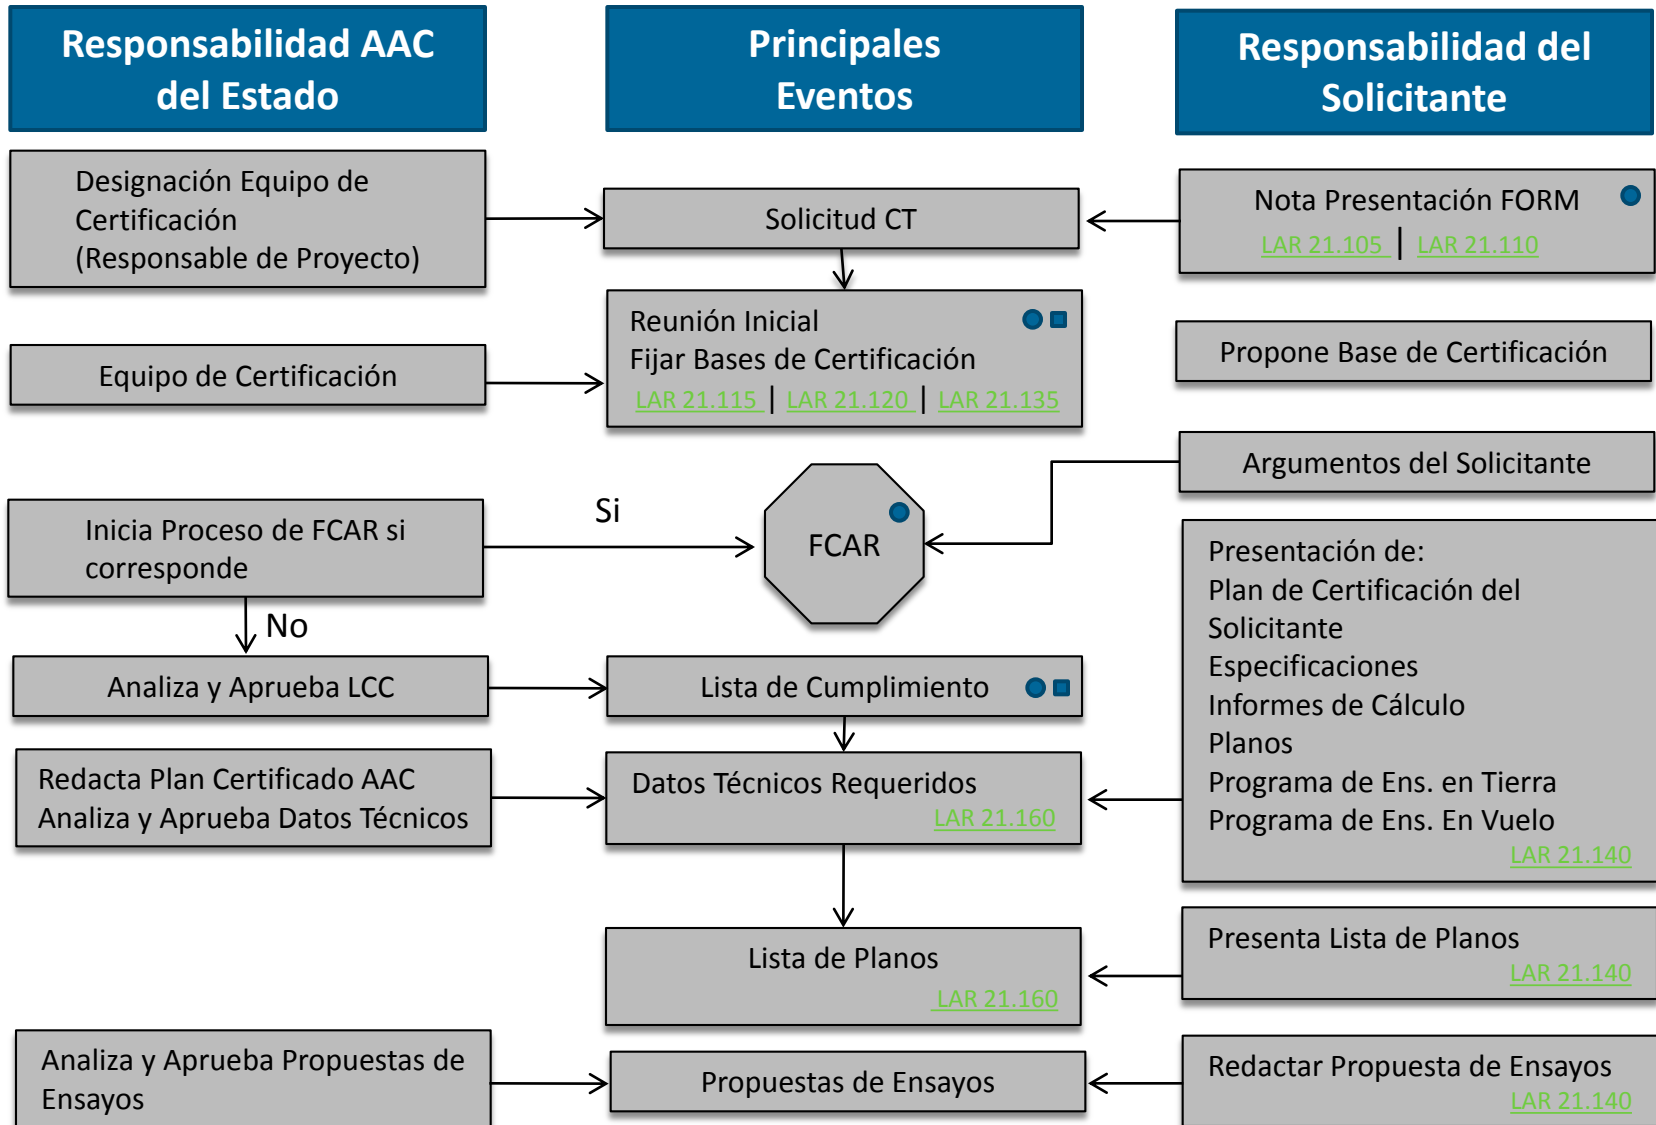 Responsabilidad AAC
del Estado
Principales
Eventos
Responsabilidad del
Solicitante
Designación Equipo de
Certificación
(Responsable de Proyecto)
Solicitud CT
Nota Presentación FORM
LAR 21.105 | LAR 21.110
Equipo de Certificación
Reunión Inicial
Fijar Bases de Certificación
LAR 21.115 | LAR 21.120 | LAR 21.135
Propone Base de Certificación
Argumentos del Solicitante
Inicia Proceso de FCAR si
corresponde
Si
FCAR
No
Presentación de:
Plan de Certificación del
Solicitante
Especificaciones
Informes de Cálculo
Planos
Programa de Ens. en Tierra
Programa de Ens. En Vuelo
LAR 21.140
Analiza y Aprueba LCC
Lista de Cumplimiento
Redacta Plan Certificado AAC
Analiza y Aprueba Datos Técnicos
Datos Técnicos Requeridos
LAR 21.160
Lista de Planos
LAR 21.160
Presenta Lista de Planos
LAR 21.140
Analiza y Aprueba Propuestas de
Ensayos
Propuestas de Ensayos
Redactar Propuesta de Ensayos
LAR 21.140